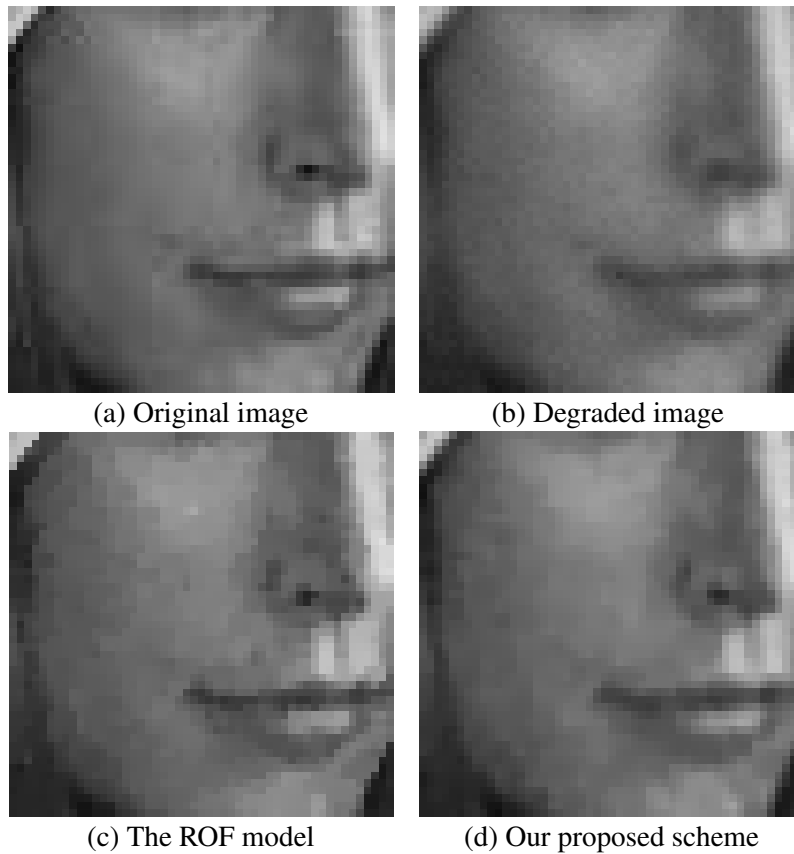 (a) Original image
(b) Degraded image
(c) The ROF model
(d) Our proposed scheme